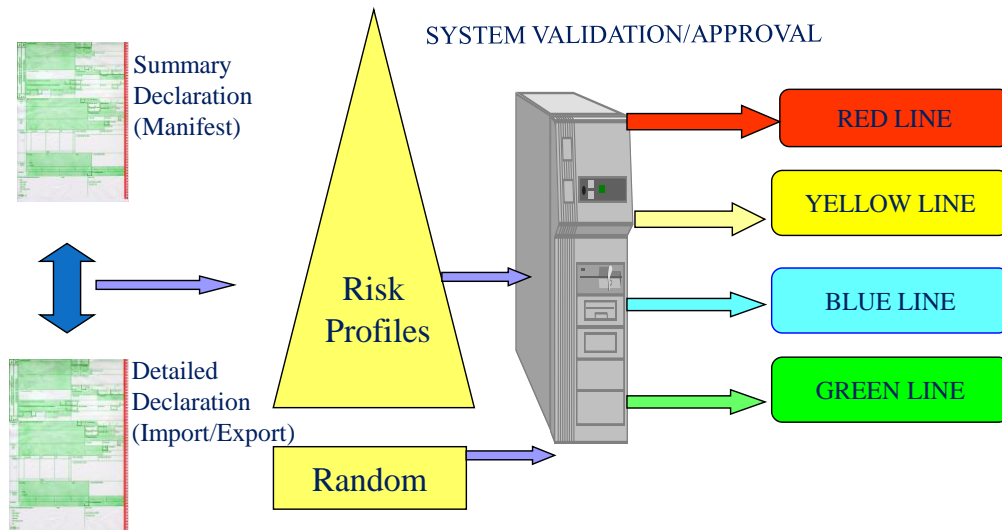 SYSTEM VALIDATION/APPROVAL
Summary
Declaration
(Manifest)
Detailed
Declaration
(Import/Export)
Risk
Profiles
Random
RED LINE
YELLOW LINE
BLUE LINE
GREEN LINE